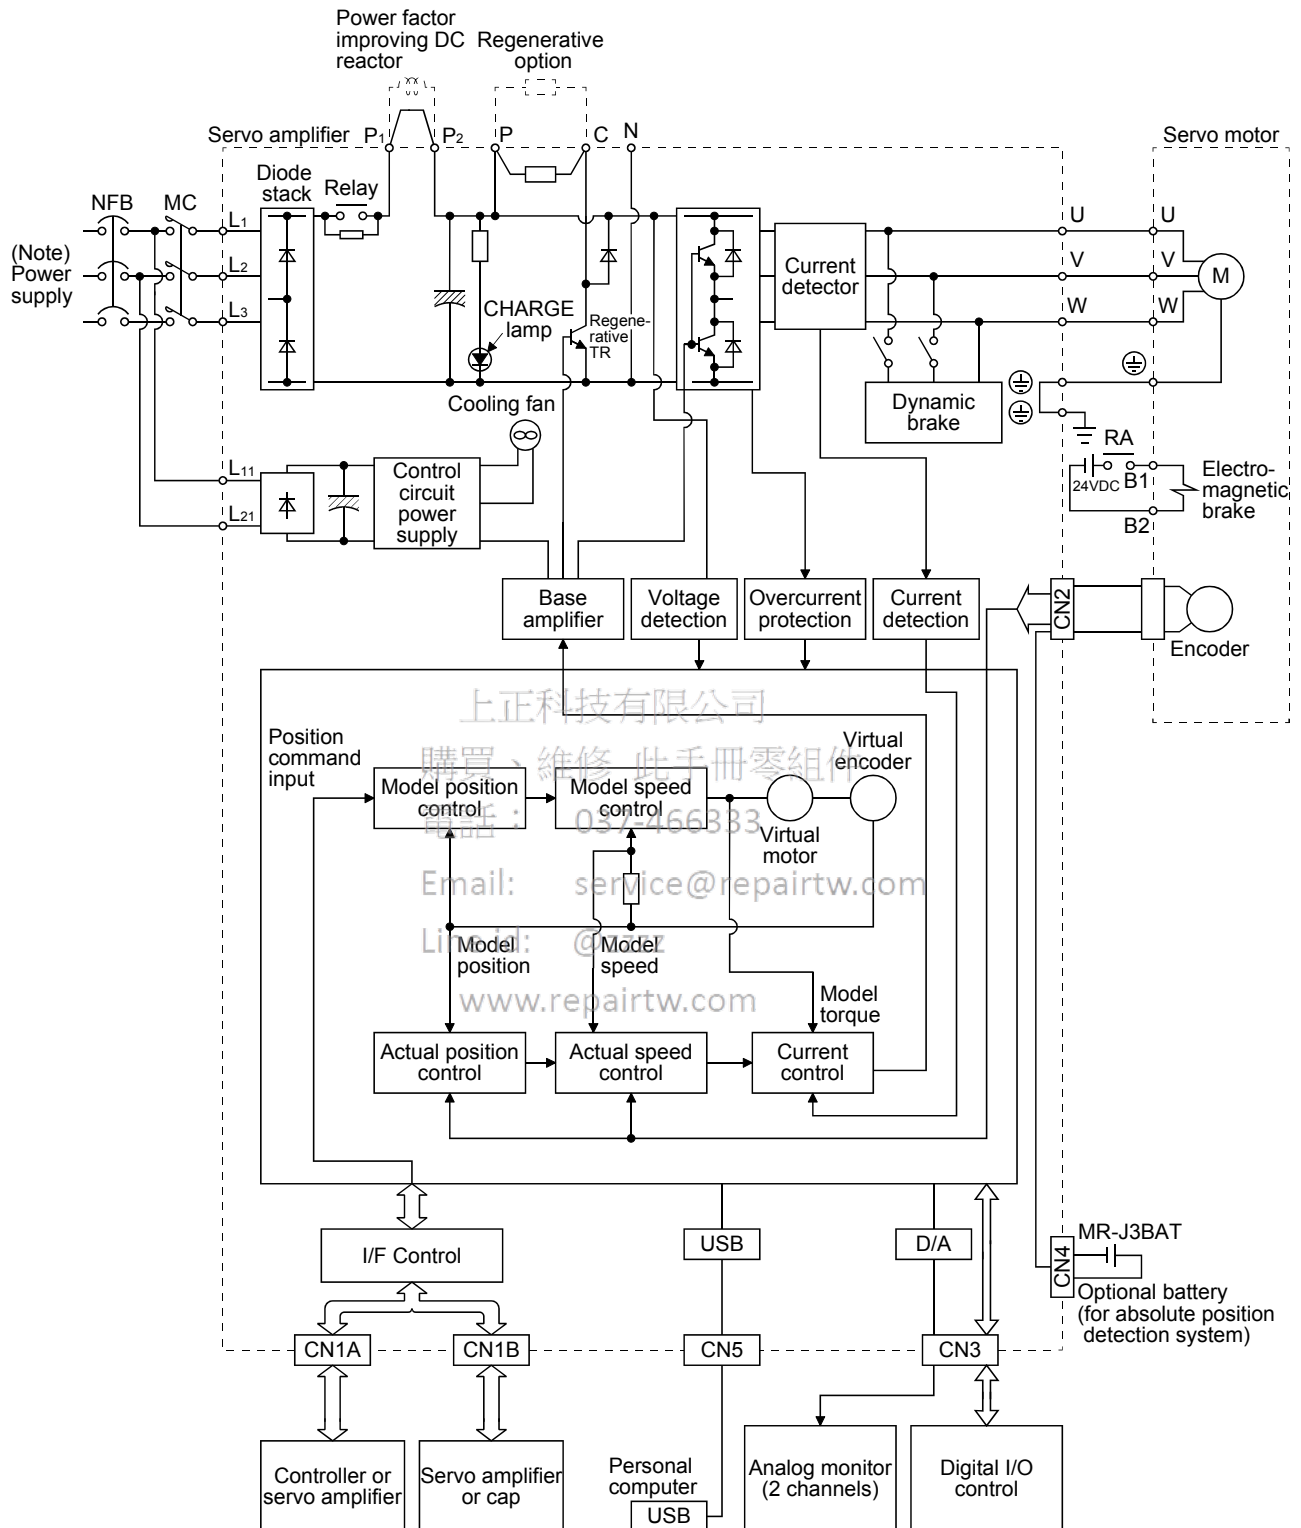 Power factor
improving DC
reactor
Regenerative
option
Servo amplifier
P1
P2
P
C
N
Servo motor
Diode
stack
Relay
NFB
MC
L1
L2
L3
(Note)
Power
supply
CHARGE
lamp
Regene-
rative
TR
Current
detector
U
V
W
U
V
W
M
Dynamic
brake
Cooling fan
L11
L21
Control
circuit
power
supply
RA
24VDC
B1
B2
Electro-
magnetic
brake
Base
amplifier
Voltage
detection
Overcurrent
protection
Current
detection
CN2
Encoder
上正科技有限公司
購買、維修 此手冊零組件
電話： 037-466333
Email: service@repairtw.com
Line id: @zzzz
www.repairtw.com
Position
command
input
Model position
control
Model speed
control
Virtual
encoder
Virtual
motor
Model
position
Model
speed
Model
torque
Actual position
control
Actual speed
control
Current
control
I/F Control
USB
D/A
CN4
MR-J3BAT
Optional battery
(for absolute position
detection system)
CN1A
CN1B
CN5
CN3
Controller or
servo amplifier
Servo amplifier
or cap
Personal
computer
USB
Analog monitor
(2 channels)
Digital I/O
control